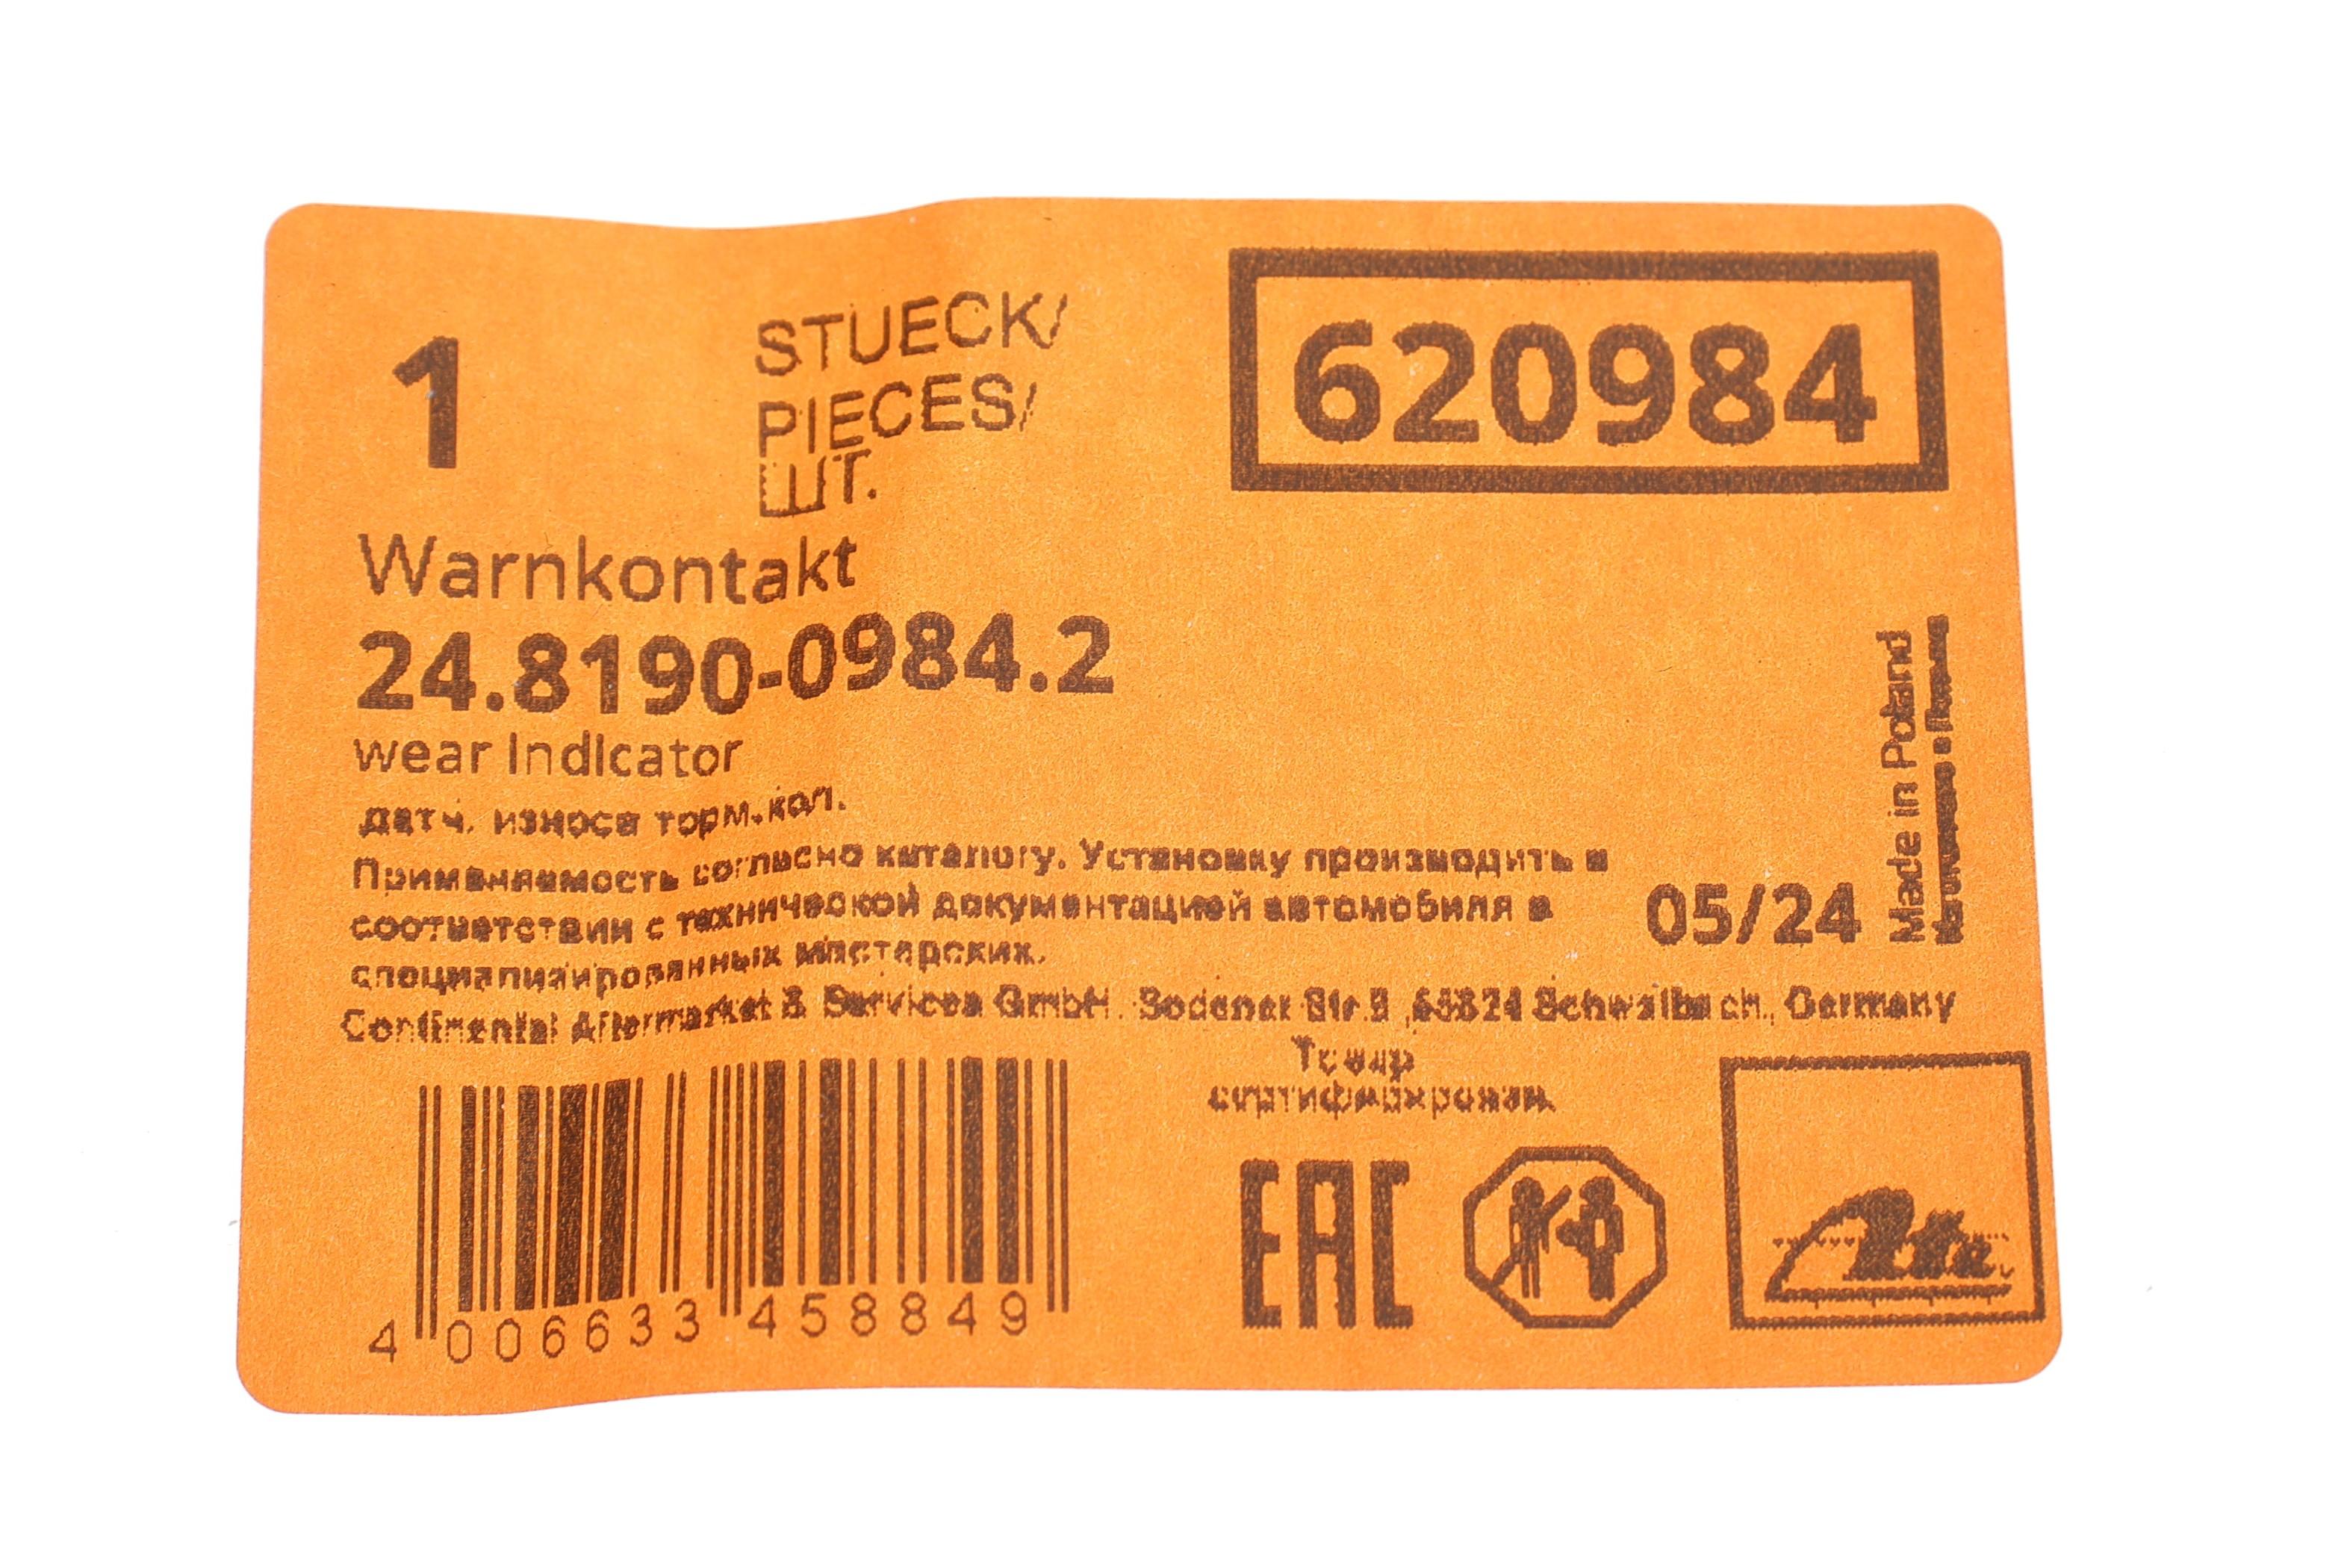 1
STUECK/
PIECES/
ШТ.
620984
Warnkontakt
24.8190-0984.2
wear Indicator
датч. износа торм.кол.
Применяемость согласно каталогу. Установку производить в
соответствии с технической документацией автомобиля в
специализированных мастерских.
05/24
Made in Poland
Continental Aftermarket & Services GmbH. Sodener Str.9 ,65824 Schwalbach, Germany
Товар
сертифицирован.
4 006633 458849
EAC
Ate